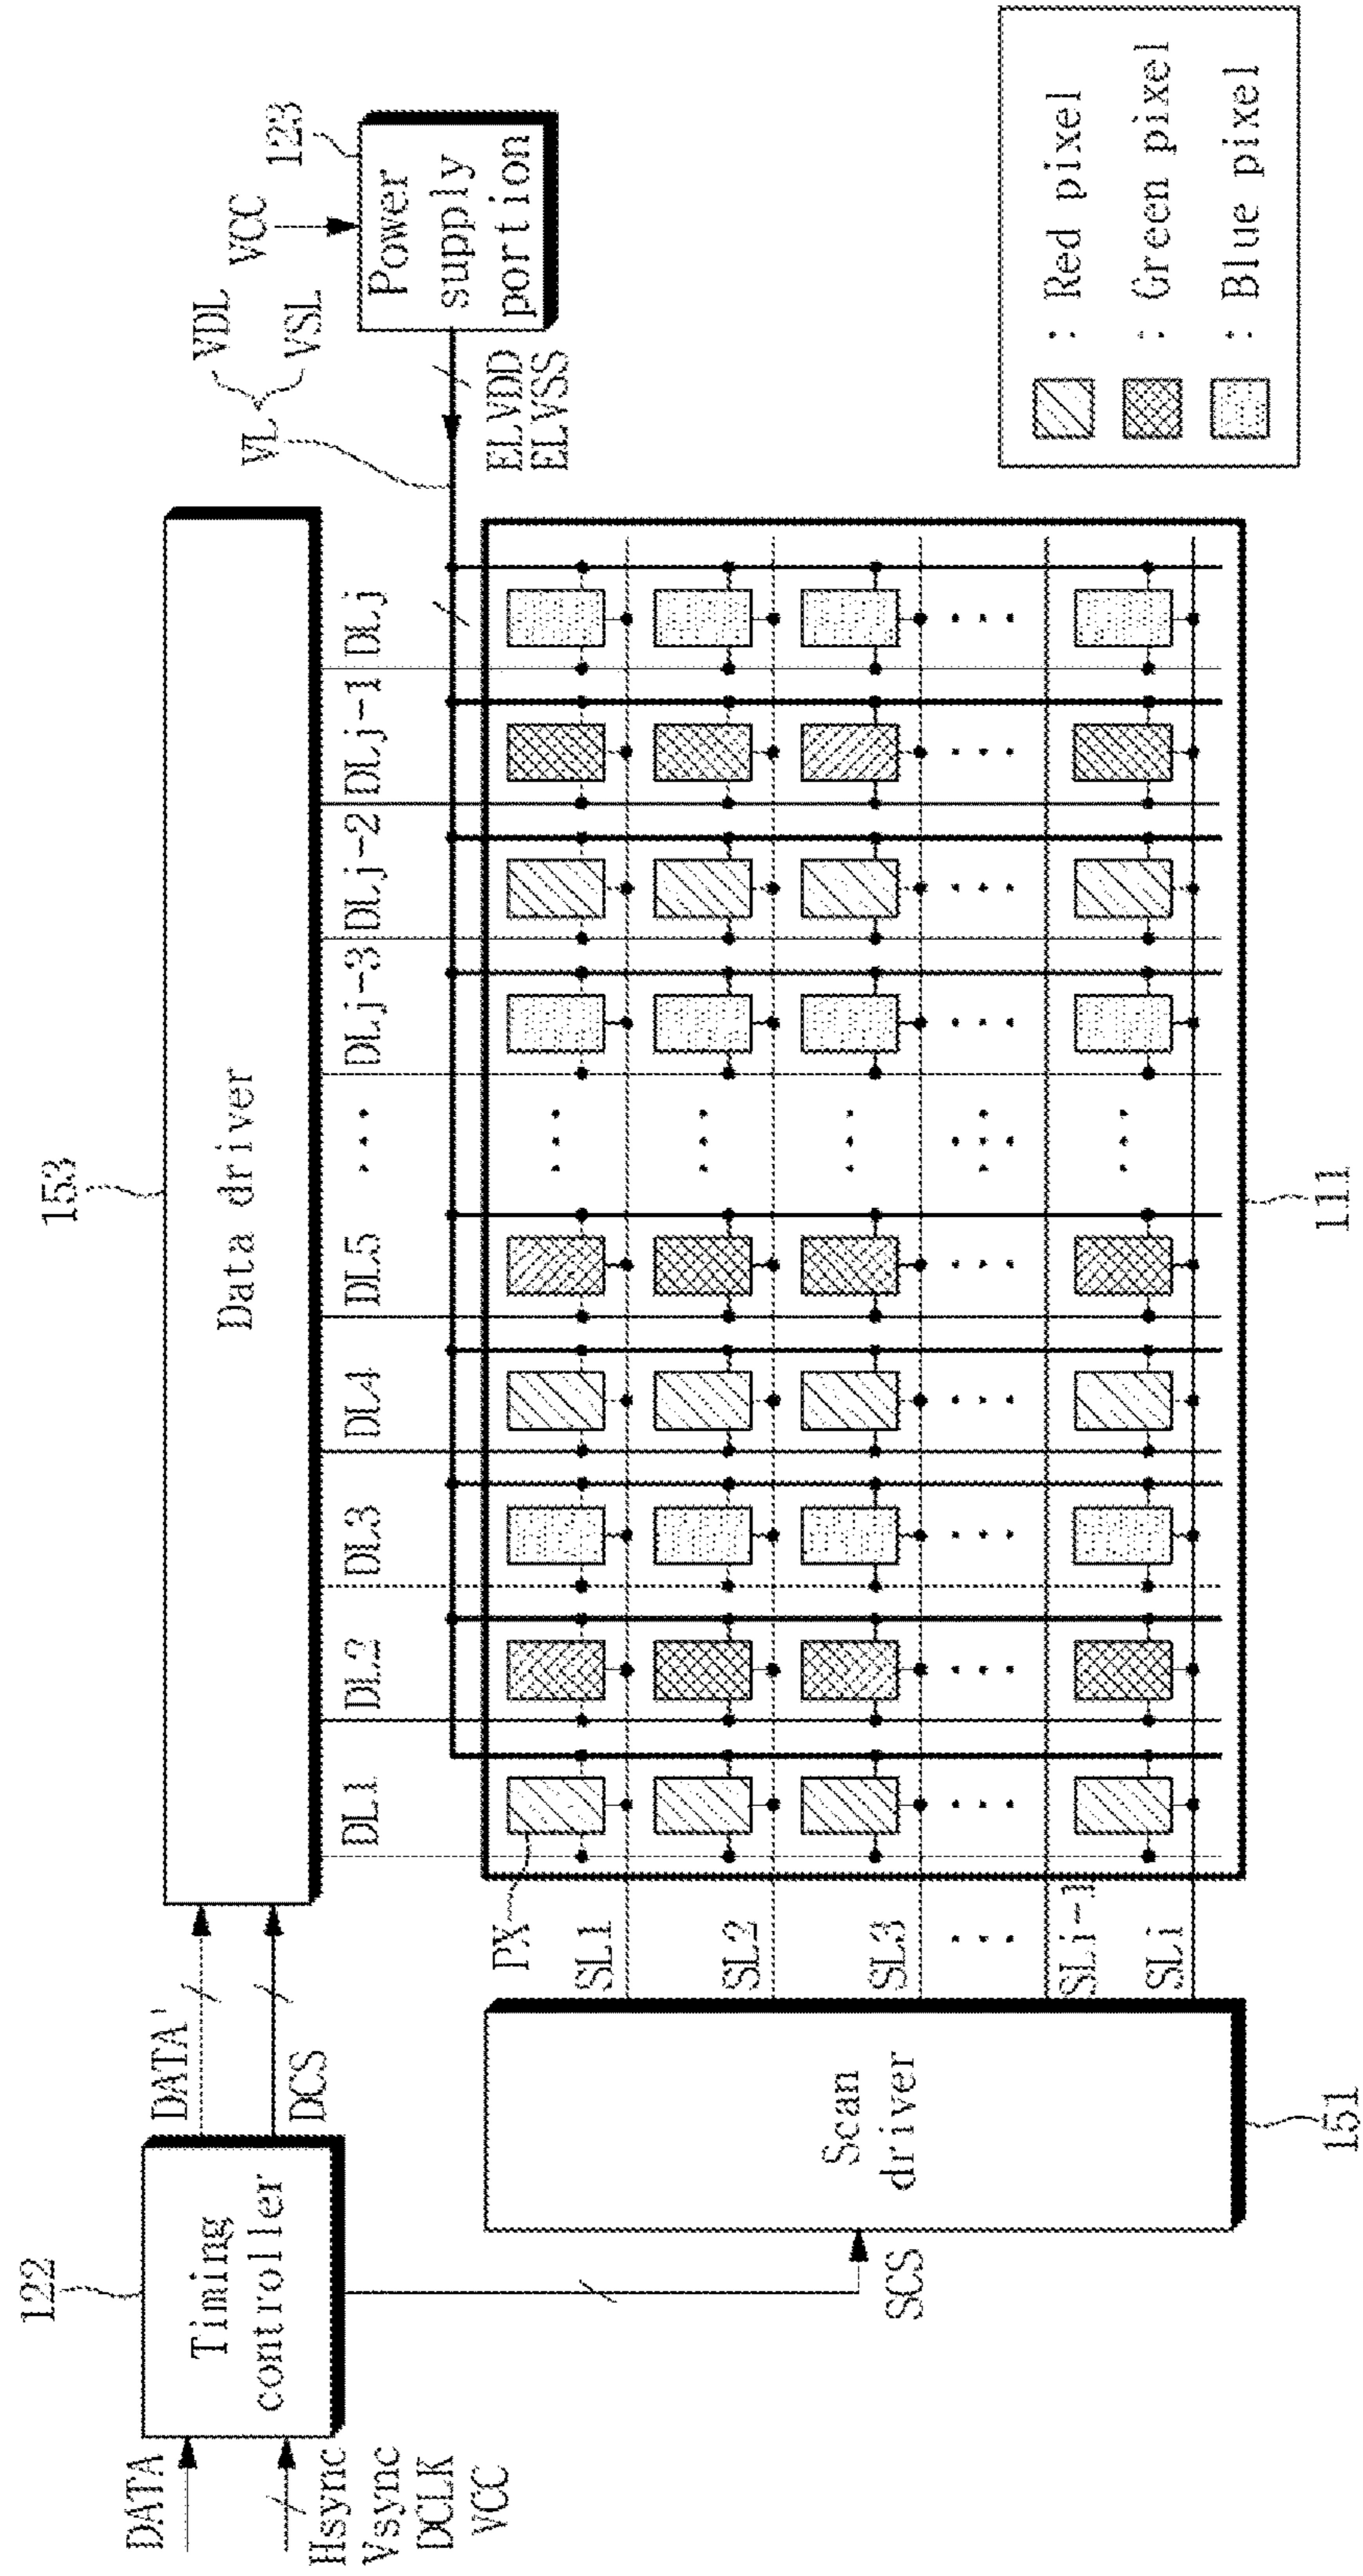 153
122
123
VCC
VDL
VL
VSL
DATA
Hsync
Vsync
DCLK
VCC
Timing
controller
DATA'
DCS
Data driver
Power
supply
portion
ELVDD
ELVSS
DL1
DL2
DL3
DL4
DL5
...
DLj-3
DLj-2
DLj-1
DLj
SCS
Scan
driver
PX
SL1
SL2
SL3
...
SLi-1
SLi
151
111
: Red pixel
: Green pixel
: Blue pixel